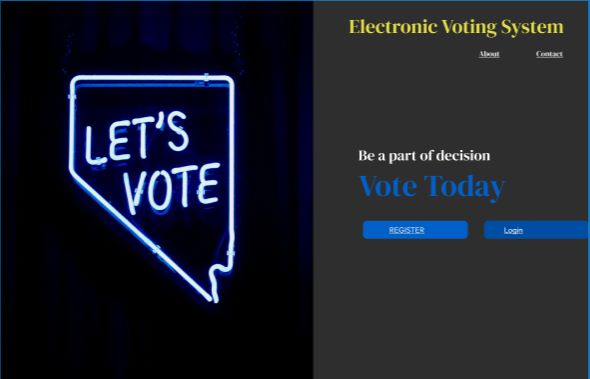 Electronic Voting System
About Contact
LET'S
VOTE
Be a part of decision
Vote Today
REGISTER Login